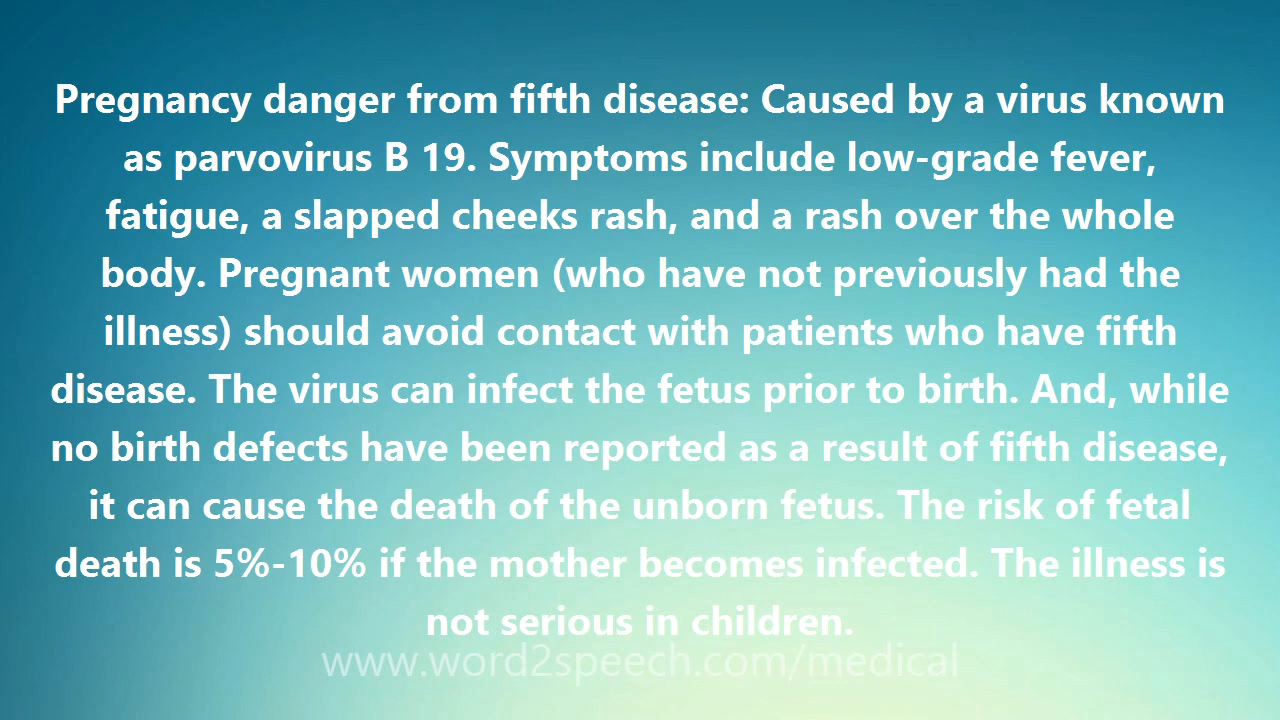 Pregnancy danger from fifth disease: Caused by a virus known
as parvovirus B 19. Symptoms include low-grade fever,
fatigue, a slapped cheeks rash, and a rash over the whole
body. Pregnant women (who have not previously had the
illness) should avoid contact with patients who have fifth
disease. The virus can infect the fetus prior to birth. And, while
no birth defects have been reported as a result of fifth disease,
it can cause the death of the unborn fetus. The risk of fetal
death is 5%-10% if the mother becomes infected. The illness is
not serious in children.
www.word2speech.com/medical